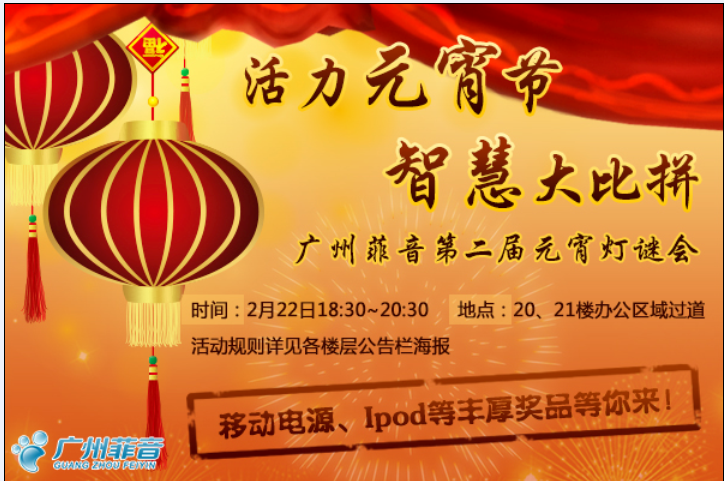 福
活力元宵节
智慧大比拼
广州菲音第二届元宵灯谜会
时间：2月22日18:30~20:30 地点：20、21楼办公区域过道
活动规则详见各楼层公告栏海报
移动电源、Ipod等丰厚奖品等你来！
广州菲音
GUANG ZHOU FEIYIN